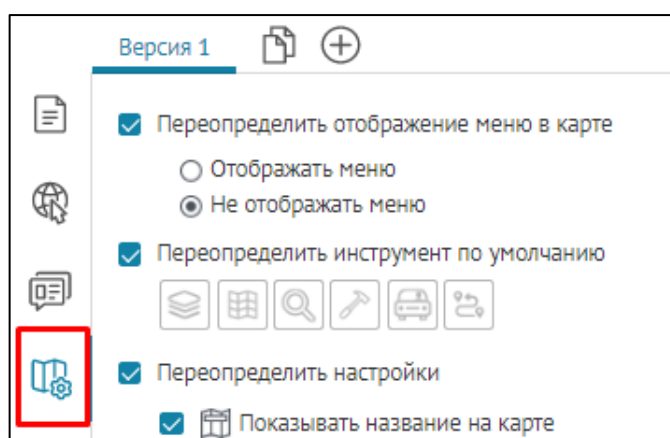 Версия 1
Переопределить отображение меню в карте
Отображать меню
Не отображать меню
Переопределить инструмент по умолчанию
Переопределить настройки
Показывать название на карте